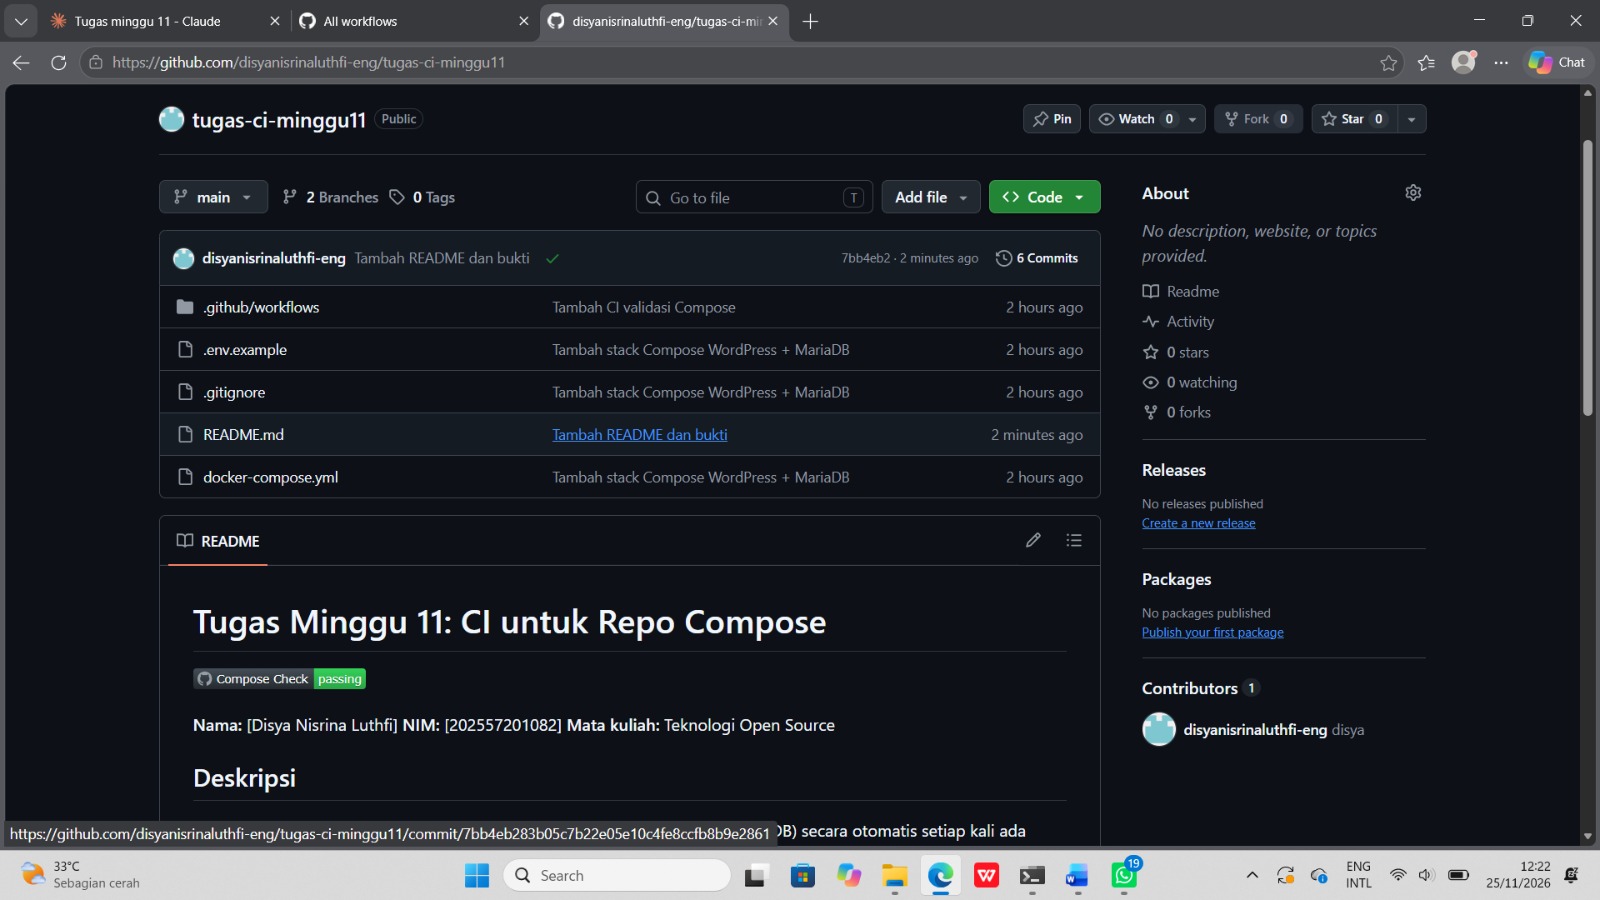 Tugas minggu 11 - Claude
All workflows
disyanisrinaluthfi-eng/tugas-ci-mi
https://github.com/disyanisrinaluthfi-eng/tugas-ci-minggu11
Chat
tugas-ci-minggu11 Public
Pin
Watch 0
Fork 0
Star 0
main
2 Branches
0 Tags
Go to file T
Add file
Code
disyanisrinaluthfi-eng Tambah README dan bukti
7bb4eb2 · 2 minutes ago
6 Commits
.github/workflows Tambah CI validasi Compose 2 hours ago
.env.example Tambah stack Compose WordPress + MariaDB 2 hours ago
.gitignore Tambah stack Compose WordPress + MariaDB 2 hours ago
README.md Tambah README dan bukti 2 minutes ago
docker-compose.yml Tambah stack Compose WordPress + MariaDB 2 hours ago
README
Tugas Minggu 11: CI untuk Repo Compose
Compose Check passing
Nama: [Disya Nisrina Luthfi] NIM: [202557201082] Mata kuliah: Teknologi Open Source
Deskripsi
DB) secara otomatis setiap kali ada
https://github.com/disyanisrinaluthfi-eng/tugas-ci-minggu11/commit/7bb4eb283b05c7b22e05e10c4fe8ccfb8b9e2861
About
No description, website, or topics
provided.
Readme
Activity
0 stars
0 watching
0 forks
Releases
No releases published
Create a new release
Packages
No packages published
Publish your first package
Contributors 1
disyanisrinaluthfi-eng disya
33°C
Sebagian cerah
Search
19
ENG
INTL
12:22
25/11/2026